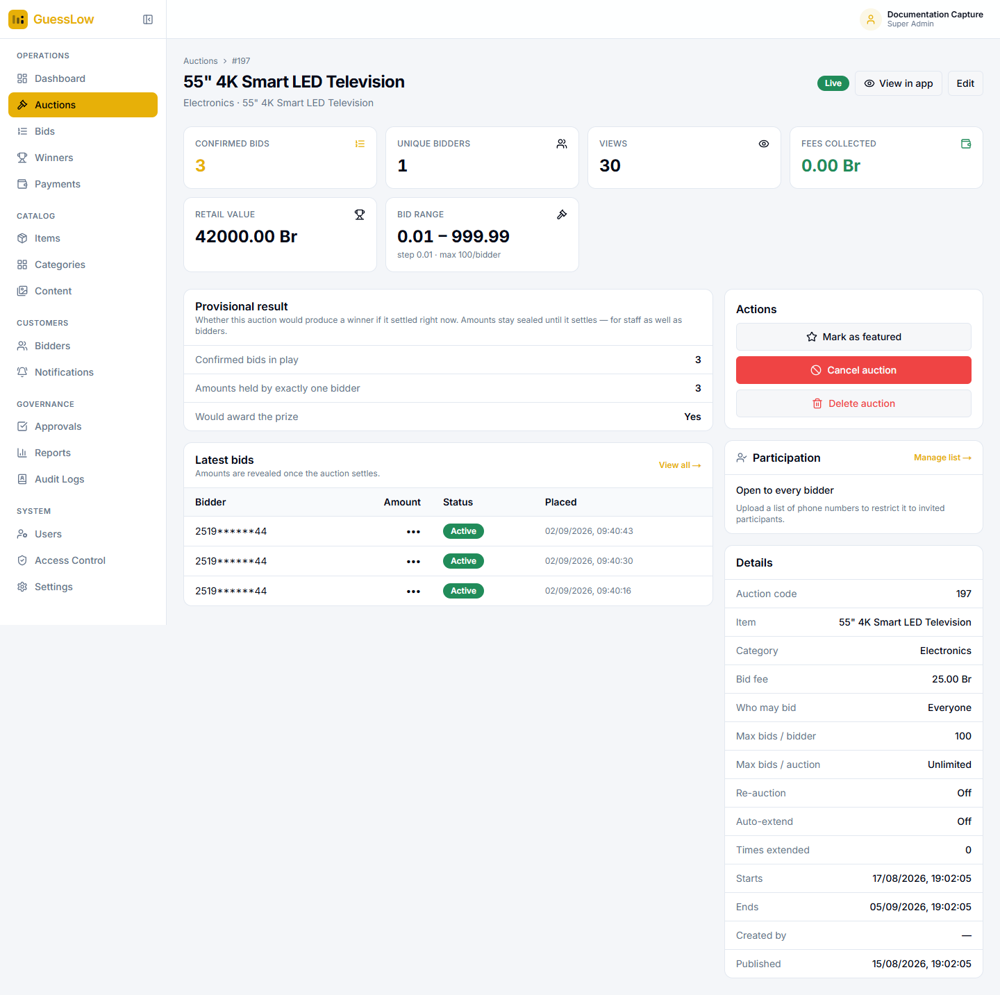 GuessLow
Documentation Capture
Super Admin
OPERATIONS
Dashboard
Auctions
Bids
Winners
Payments
CATALOG
Items
Categories
Content
CUSTOMERS
Bidders
Notifications
GOVERNANCE
Approvals
Reports
Audit Logs
SYSTEM
Users
Access Control
Settings
Auctions > #197
55" 4K Smart LED Television
Electronics · 55" 4K Smart LED Television
Live
View in app
Edit
CONFIRMED BIDS
3
UNIQUE BIDDERS
1
VIEWS
30
FEES COLLECTED
0.00 Br
RETAIL VALUE
42000.00 Br
BID RANGE
0.01 – 999.99
step 0.01 · max 100/bidder
Provisional result
Whether this auction would produce a winner if it settled right now. Amounts stay sealed until it settles — for staff as well as
bidders.
Confirmed bids in play 3
Amounts held by exactly one bidder 3
Would award the prize Yes
Latest bids
Amounts are revealed once the auction settles.
View all →
Bidder Amount Status Placed
2519******44 ••• Active 02/09/2026, 09:40:43
2519******44 ••• Active 02/09/2026, 09:40:30
2519******44 ••• Active 02/09/2026, 09:40:16
Actions
Mark as featured
Cancel auction
Delete auction
Participation
Manage list →
Open to every bidder
Upload a list of phone numbers to restrict it to invited
participants.
Details
Auction code 197
Item 55" 4K Smart LED Television
Category Electronics
Bid fee 25.00 Br
Who may bid Everyone
Max bids / bidder 100
Max bids / auction Unlimited
Re-auction Off
Auto-extend Off
Times extended 0
Starts 17/08/2026, 19:02:05
Ends 05/09/2026, 19:02:05
Created by —
Published 15/08/2026, 19:02:05